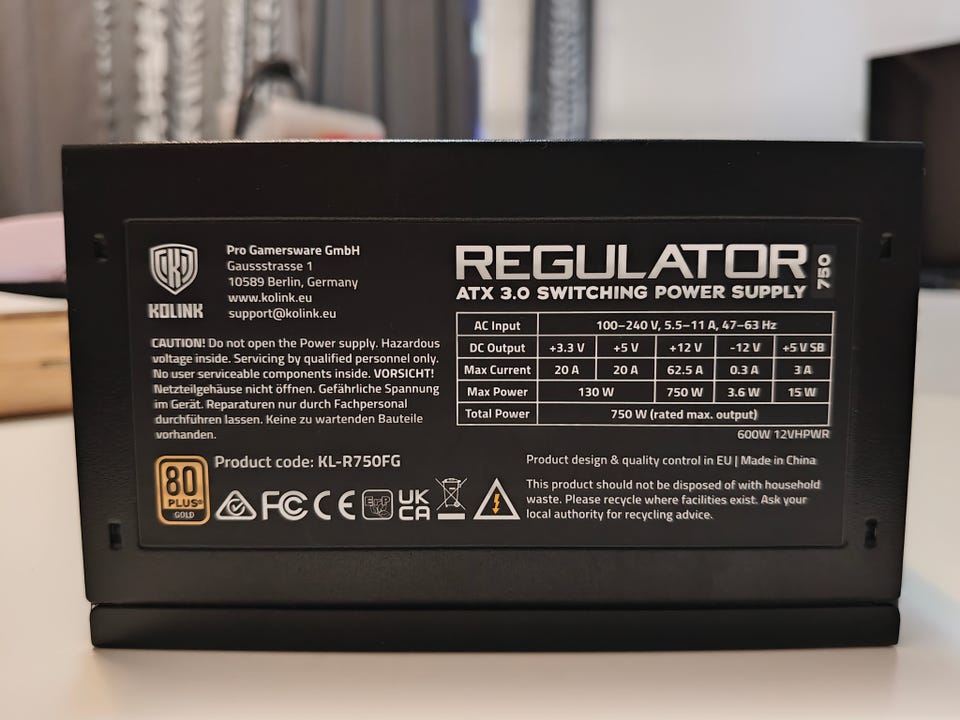 KOLINK
Pro Gamersware GmbH
Gaussstrasse 1
10589 Berlin, Germany
www.kolink.eu
support@kolink.eu
CAUTION! Do not open the Power supply. Hazardous
voltage inside. Servicing by qualified personnel only.
No user serviceable components inside. VORSICHT!
Netzteilgehäuse nicht öffnen. Gefährliche Spannung
im Gerät. Reparaturen nur durch Fachpersonal
durchführen lassen. Keine zu wartenden Bauteile
vorhanden.
REGULATOR 750
ATX 3.0 SWITCHING POWER SUPPLY
AC Input 100–240 V, 5.5–11 A, 47–63 Hz
DC Output +3.3 V +5 V +12 V -12 V +5 V SB
Max Current 20 A 20 A 62.5 A 0.3 A 3 A
Max Power 130 W 750 W 3.6 W 15 W
Total Power 750 W (rated max. output)
600W 12VHPWR
80 PLUS® GOLD
Product code: KL-R750FG
FC CE ErP UK CA
Product design & quality control in EU | Made in China
This product should not be disposed of with household
waste. Please recycle where facilities exist. Ask your
local authority for recycling advice.